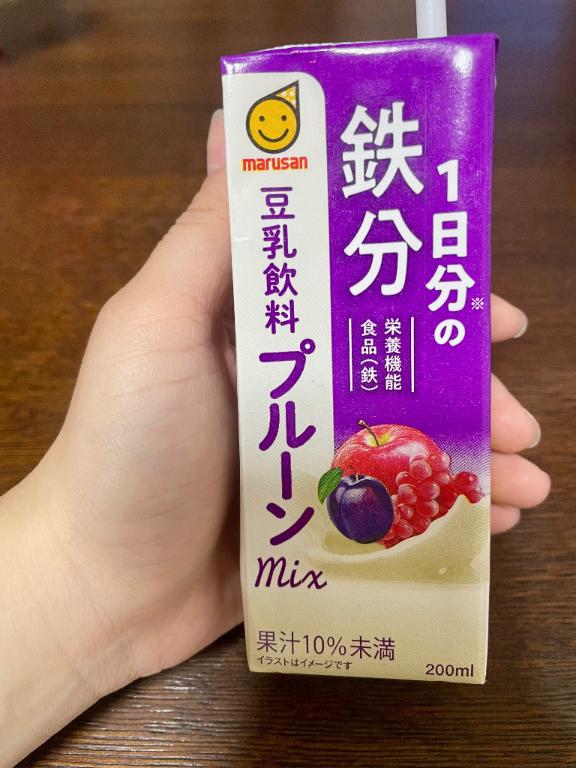 marusan
1日分の※
鉄分
栄養機能
食品(鉄)
豆乳飲料
プルーン
mix
果汁10%未満
イラストはイメージです
200ml